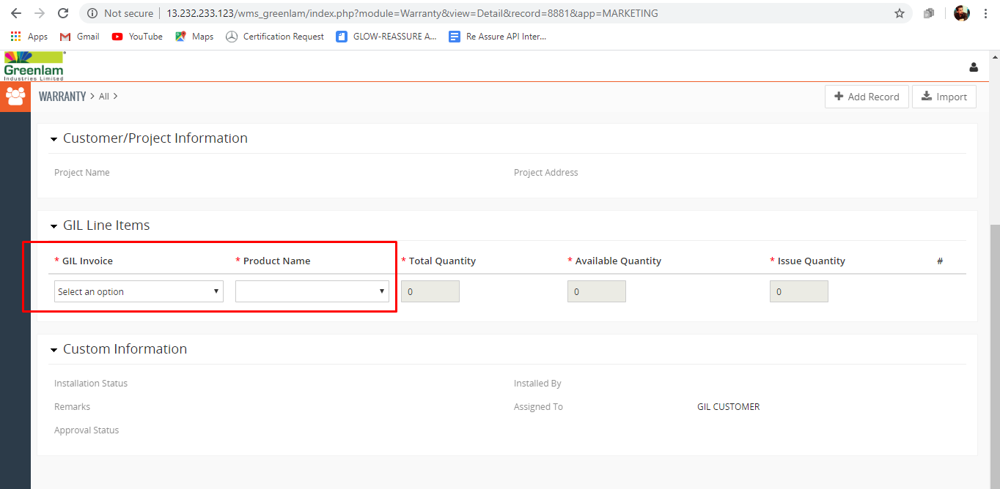 Not secure 13.232.233.123/wms_greenlam/index.php?module=Warranty&view=Detail&record=8881&app=MARKETING
Apps Gmail YouTube Maps Certification Request GLOW-REASSURE A... Re Assure API Inter...
Greenlam
Industries Limited
WARRANTY > All >
Add Record Import
Customer/Project Information
Project Name Project Address
GIL Line Items
* GIL Invoice * Product Name * Total Quantity * Available Quantity * Issue Quantity #
Select an option 0 0 0
Custom Information
Installation Status Installed By
Remarks Assigned To GIL CUSTOMER
Approval Status